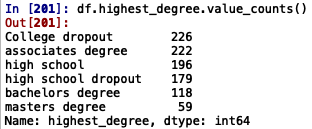 In [201]: df.highest_degree.value_counts()
Out[201]:
College dropout 226
associates degree 222
high school 196
high school dropout 179
bachelors degree 118
masters degree 59
Name: highest_degree, dtype: int64